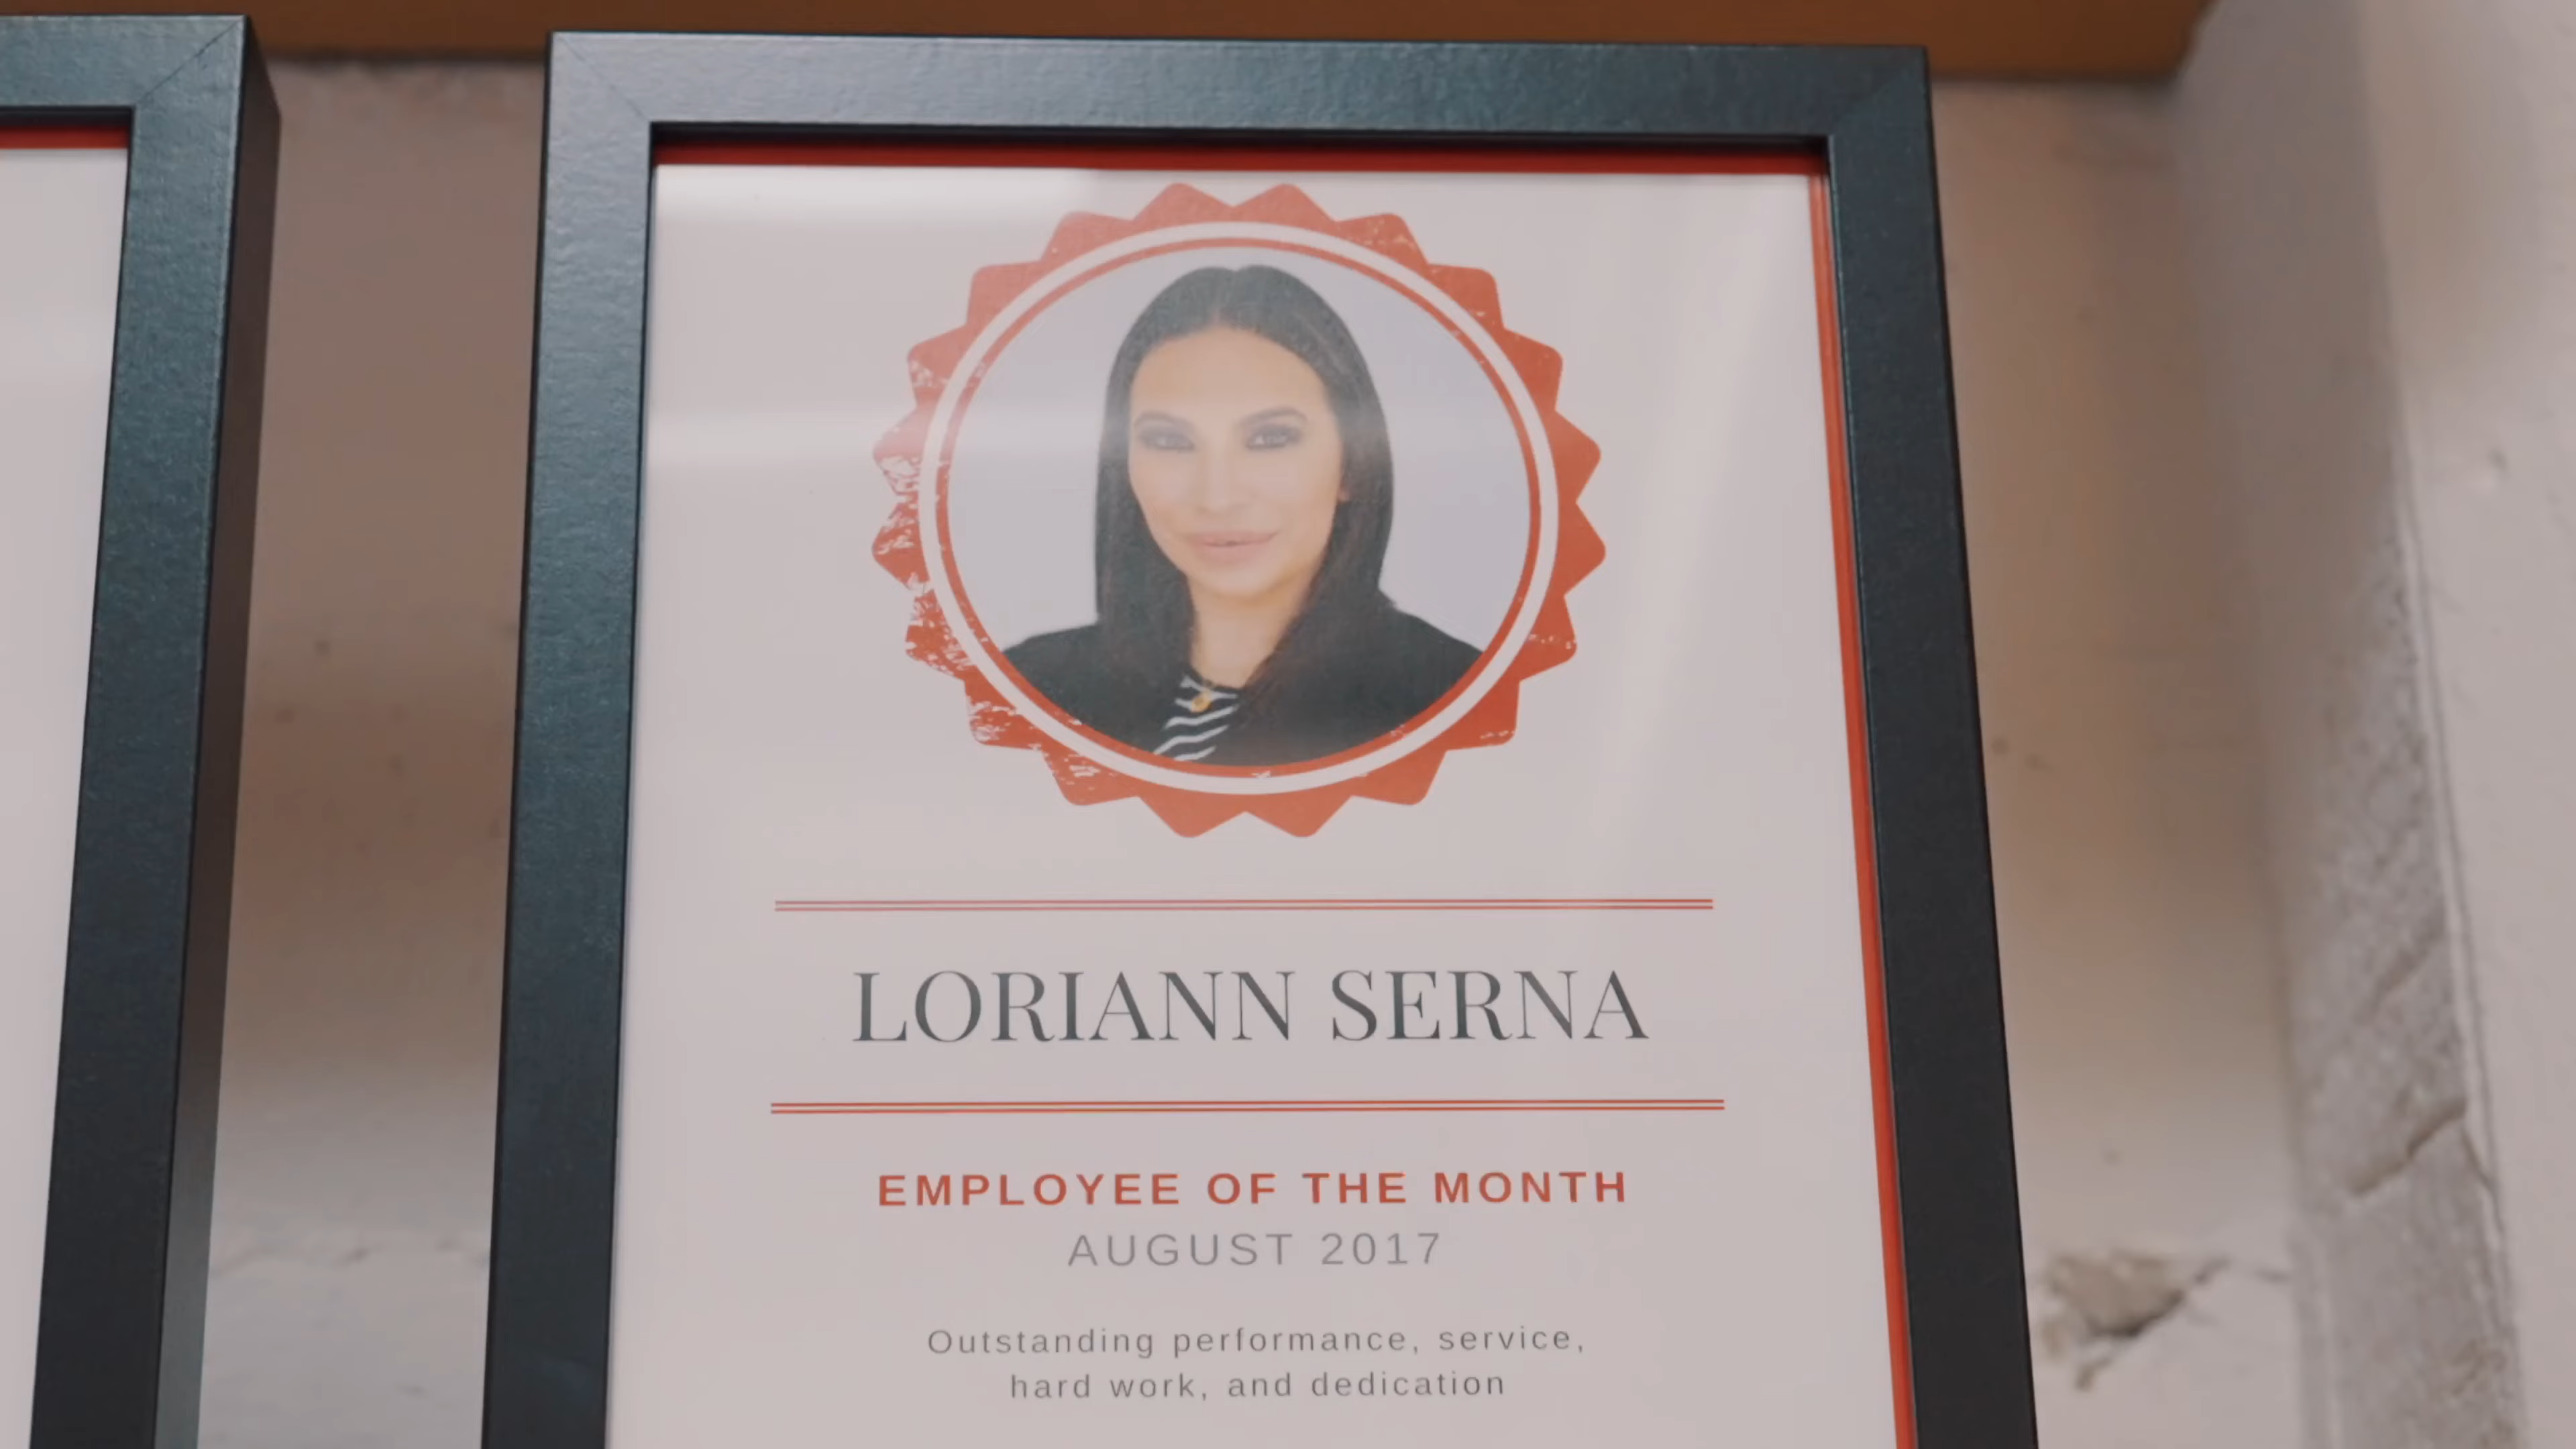 LORIANN SERNA
EMPLOYEE OF THE MONTH
AUGUST 2017
Outstanding performance, service,
hard work, and dedication